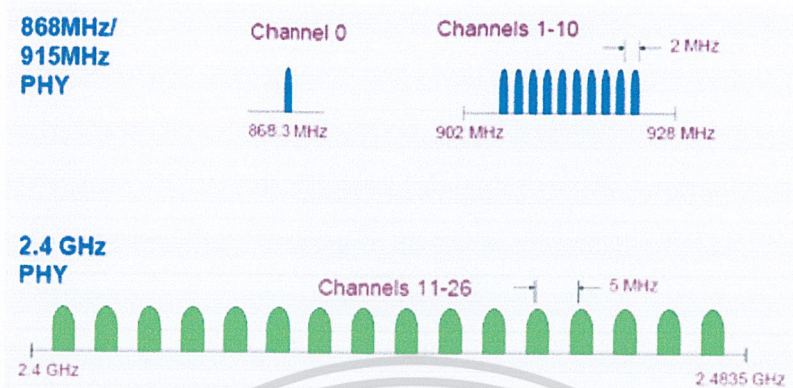 868MHz/
915MHz
PHY
Channel 0
868.3 MHz
Channels 1-10
2 MHz
902 MHz
928 MHz
2.4 GHz
PHY
Channels 11-26
5 MHz
2.4 GHz
2.4835 GHz